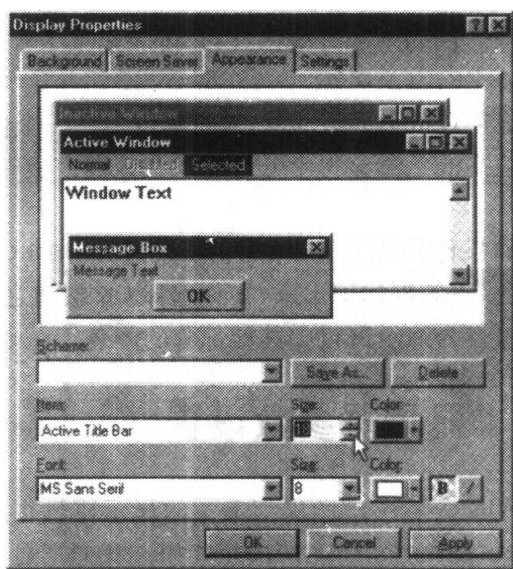 Display Properties
Background Screen Saver Appearance Settings
Inactive Window
Active Window
Normal Disabled Selected
Window Text
Message Box
Message Text
OK
Scheme:
Save As... Delete
Item: Size: Color:
Active Title Bar 18
Font: Size: Color:
MS Sans Serif 8 B /
OK Cancel Apply